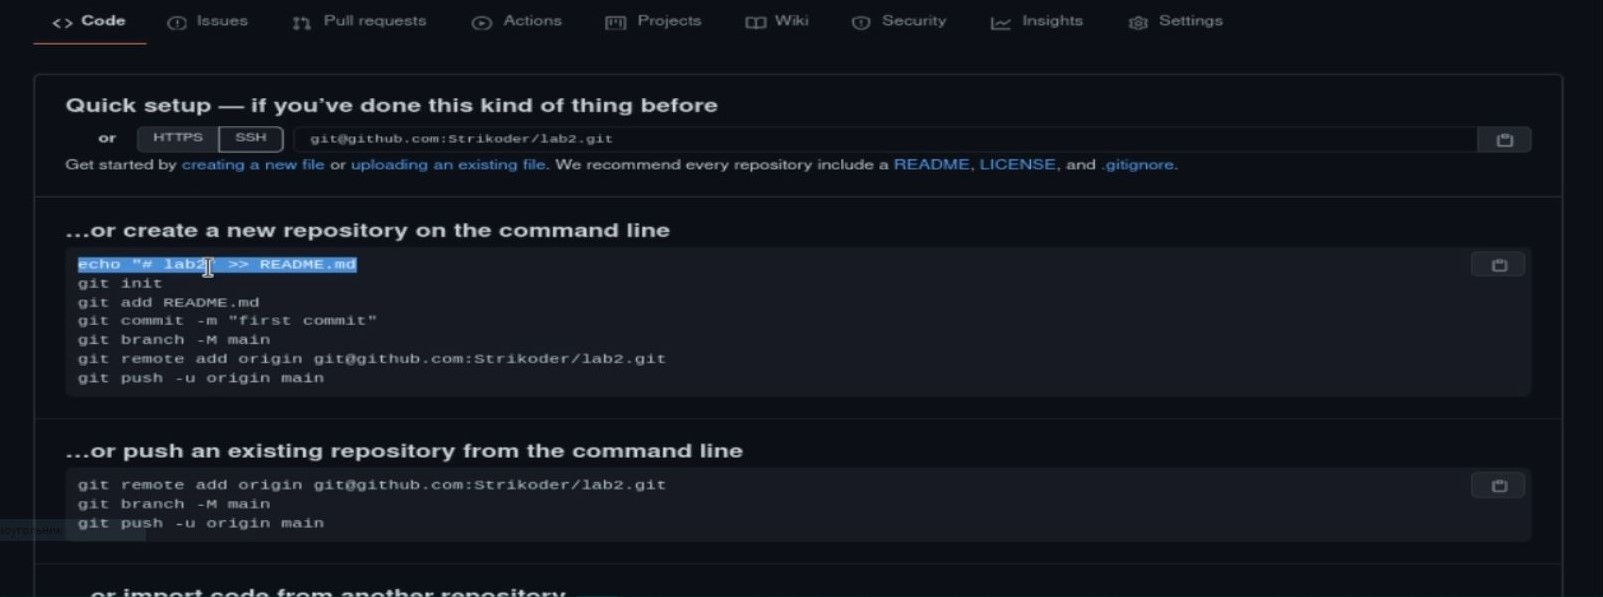 <> Code Issues Pull requests Actions Projects Wiki Security Insights Settings
Quick setup — if you've done this kind of thing before
or HTTPS SSH git@github.com:Strikoder/lab2.git
Get started by creating a new file or uploading an existing file. We recommend every repository include a README, LICENSE, and .gitignore.
...or create a new repository on the command line
echo "# lab2" >> README.md
git init
git add README.md
git commit -m "first commit"
git branch -M main
git remote add origin git@github.com:Strikoder/lab2.git
git push -u origin main
...or push an existing repository from the command line
git remote add origin git@github.com:Strikoder/lab2.git
git branch -M main
git push -u origin main
...or import code from another repository